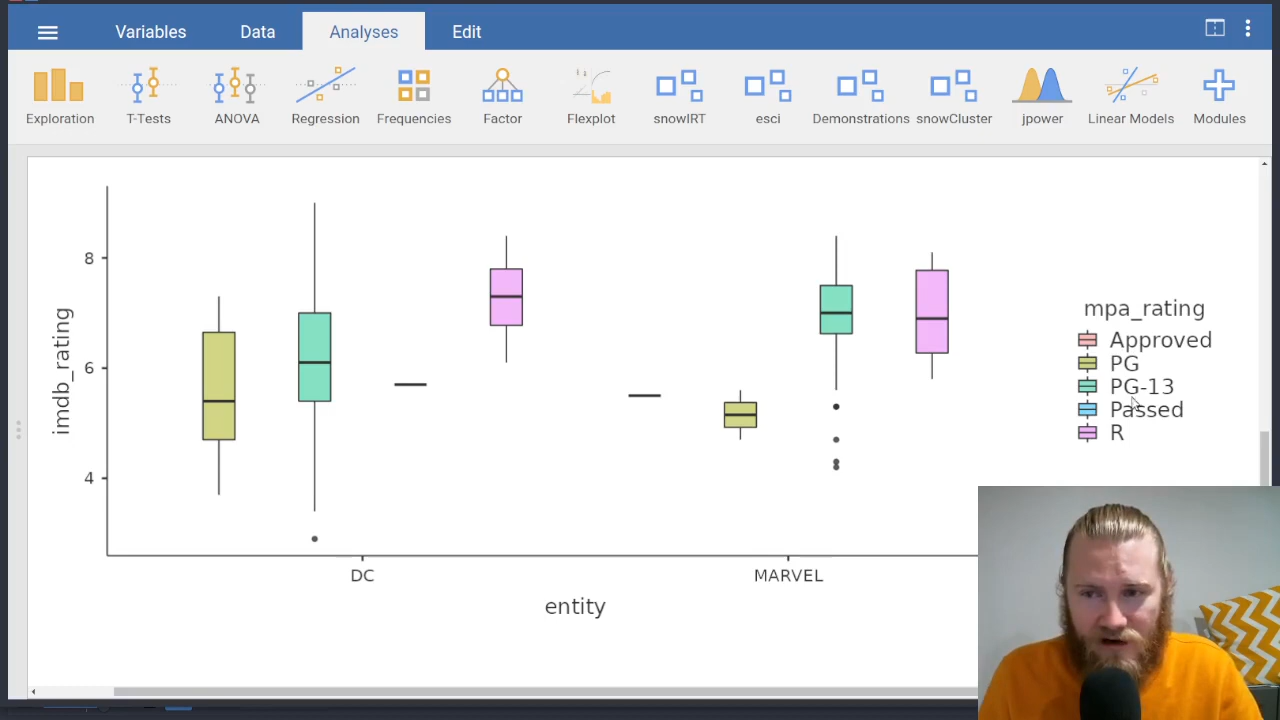 Variables Data Analyses Edit
Exploration T-Tests ANOVA Regression Frequencies Factor Flexplot snowIRT esci Demonstrations snowCluster jpower Linear Models Modules
8
6
4
imdb_rating
DC MARVEL
entity
mpa_rating
Approved
PG
PG-13
Passed
R